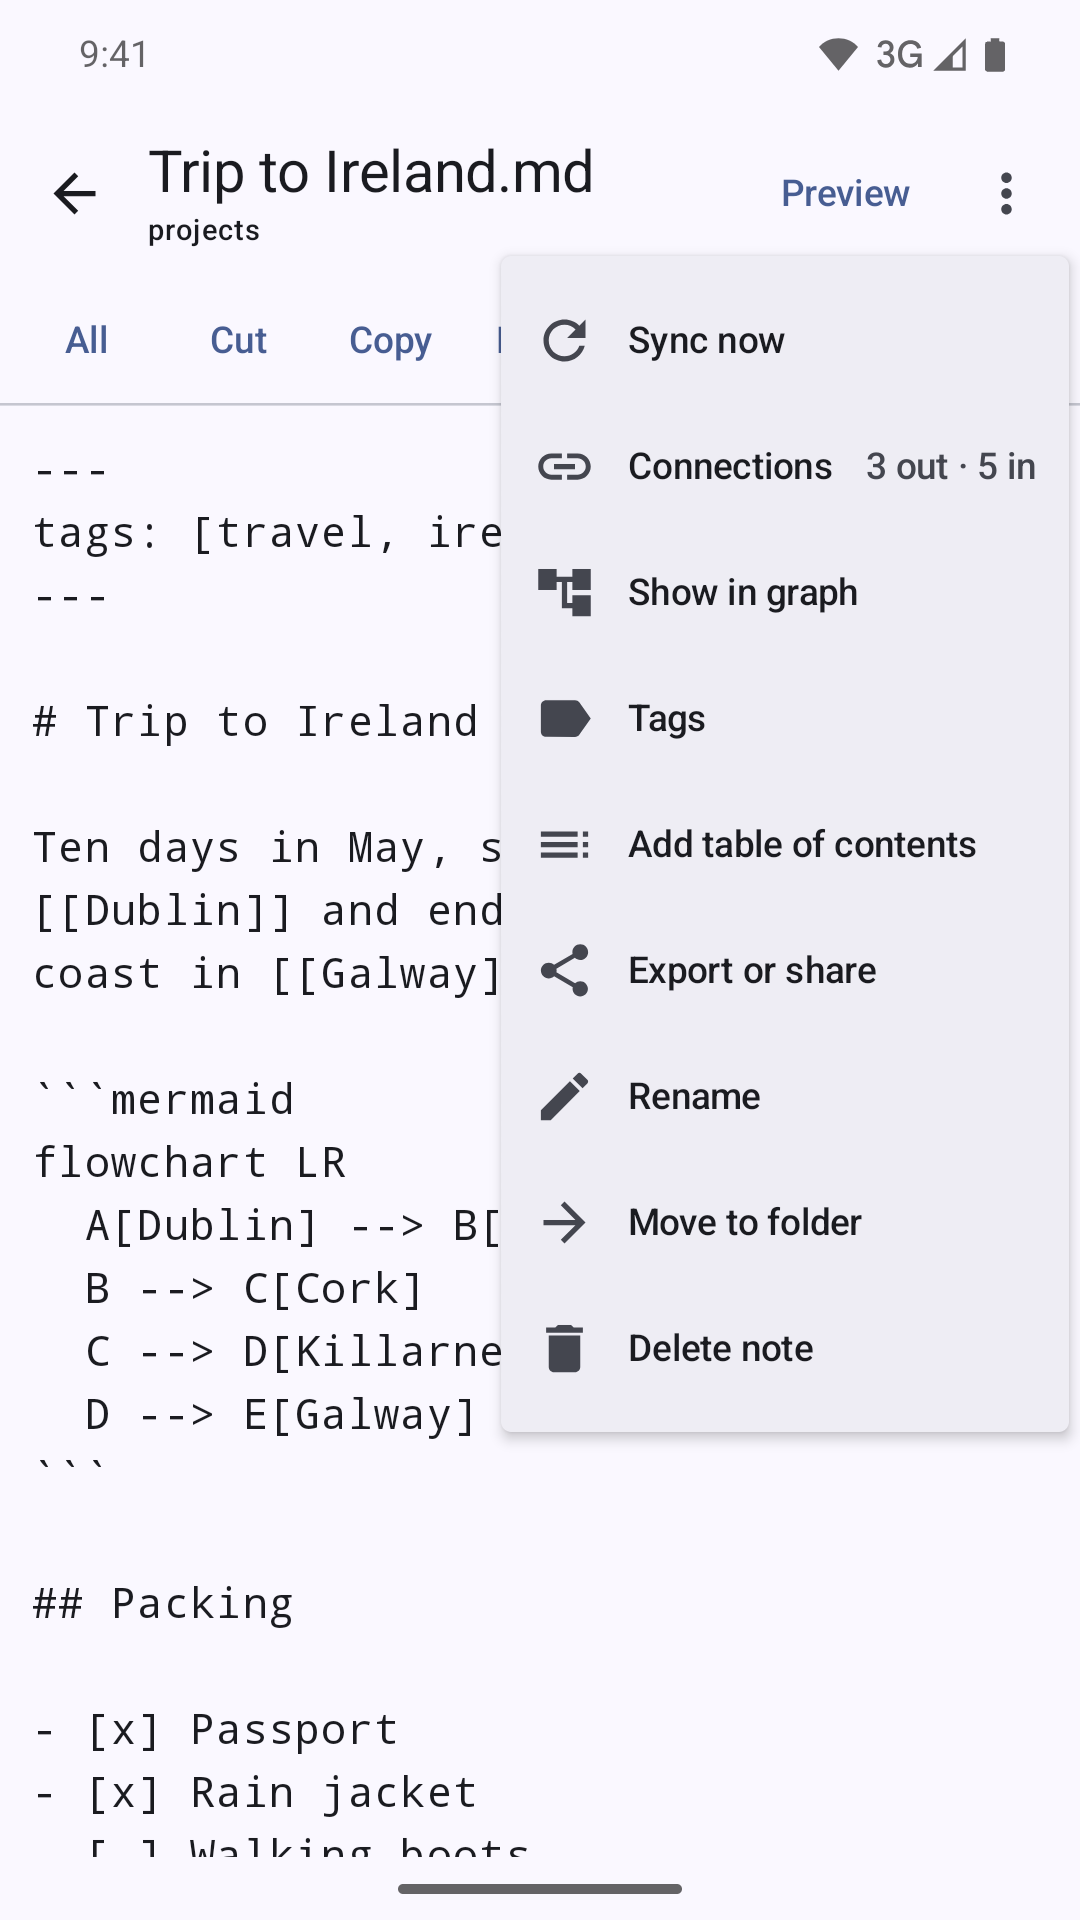 9:41
3G
Trip to Ireland.md
projects
Preview
All
Cut
Copy
Sync now
Connections 3 out · 5 in
Show in graph
Tags
Add table of contents
Export or share
Rename
Move to folder
Delete note
---
tags: [travel, ire
---
# Trip to Ireland
Ten days in May, s
[[Dublin]] and end
coast in [[Galway]
```mermaid
flowchart LR
A[Dublin] --> B[
B --> C[Cork]
C --> D[Killarne
D --> E[Galway]
```
## Packing
- [x] Passport
- [x] Rain jacket
[ ] Walking boots